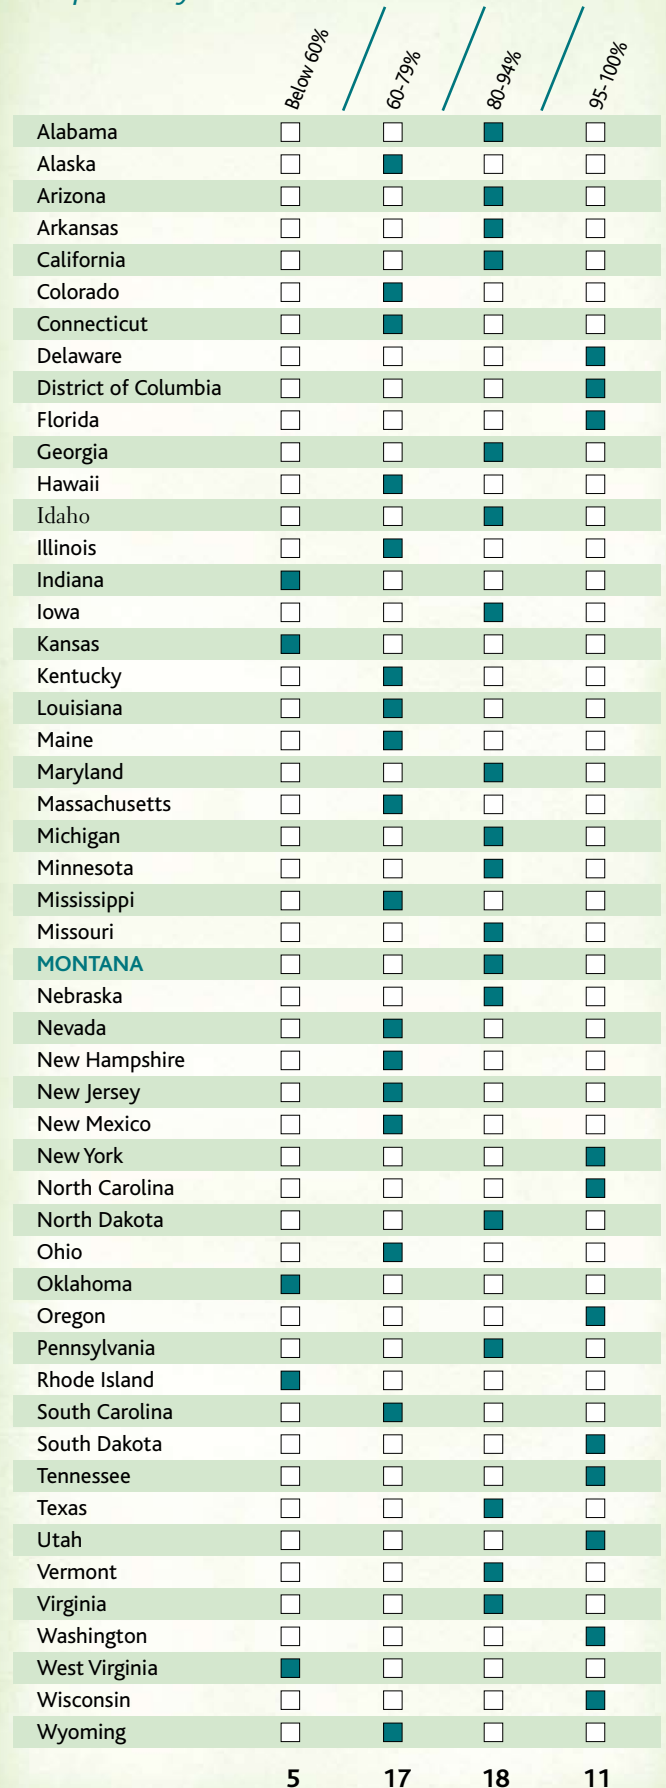 Below 60% 60-79% 80-94% 95-100%
Alabama
Alaska
Arizona
Arkansas
California
Colorado
Connecticut
Delaware
District of Columbia
Florida
Georgia
Hawaii
Idaho
Illinois
Indiana
Iowa
Kansas
Kentucky
Louisiana
Maine
Maryland
Massachusetts
Michigan
Minnesota
Mississippi
Missouri
MONTANA
Nebraska
Nevada
New Hampshire
New Jersey
New Mexico
New York
North Carolina
North Dakota
Ohio
Oklahoma
Oregon
Pennsylvania
Rhode Island
South Carolina
South Dakota
Tennessee
Texas
Utah
Vermont
Virginia
Washington
West Virginia
Wisconsin
Wyoming
5 17 18 11